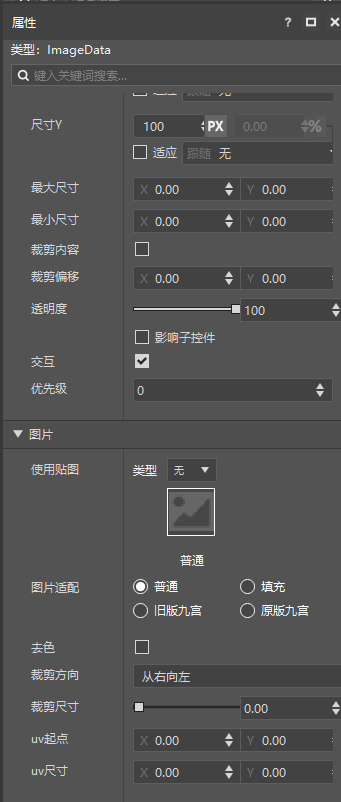 属性 ?
类型：ImageData
键入关键词搜索...
尺寸Y 100 PX 0.00 %
适应 跟随 无
最大尺寸 X 0.00 Y 0.00
最小尺寸 X 0.00 Y 0.00
裁剪内容
裁剪偏移 X 0.00 Y 0.00
透明度 100
影响子控件
交互
优先级 0
图片
使用贴图 类型 无
普通
图片适配 普通 填充
旧版九宫 原版九宫
去色
裁剪方向 从右向左
裁剪尺寸 0.00
uv起点 X 0.00 Y 0.00
uv尺寸 X 0.00 Y 0.00